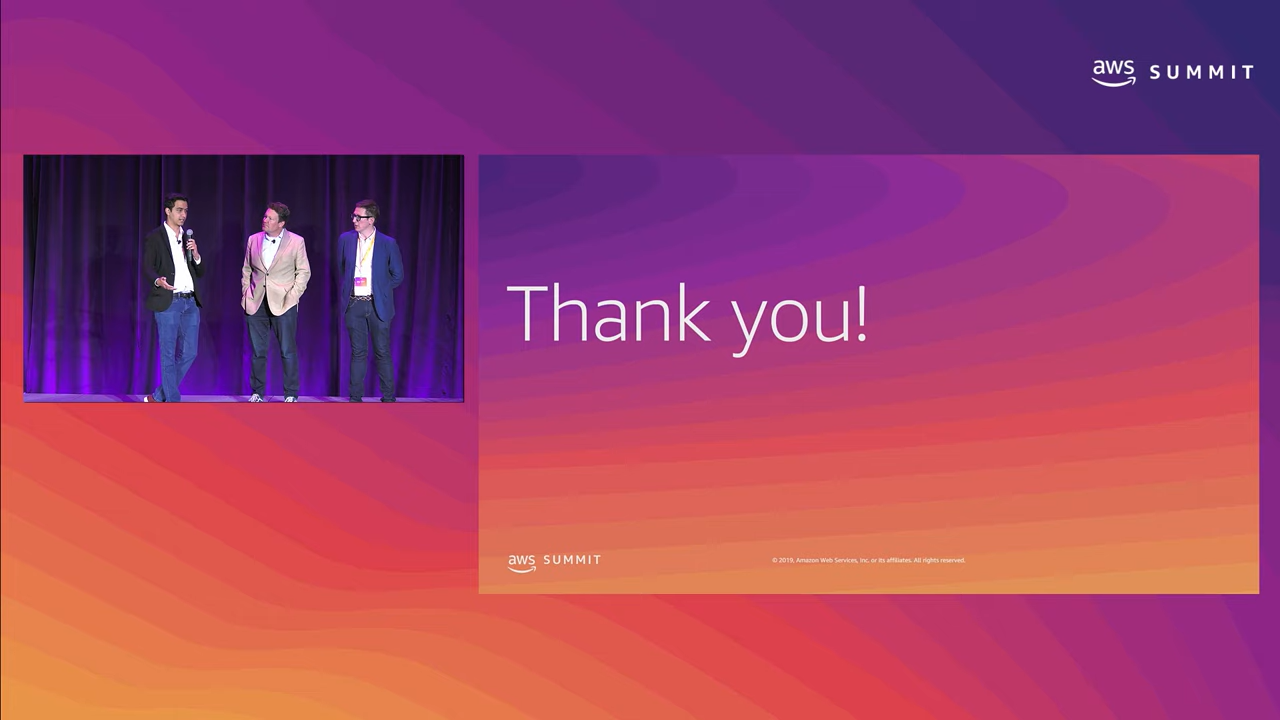 aws SUMMIT
Thank you!
aws SUMMIT
© 2019, Amazon Web Services, Inc. or its affiliates. All rights reserved.